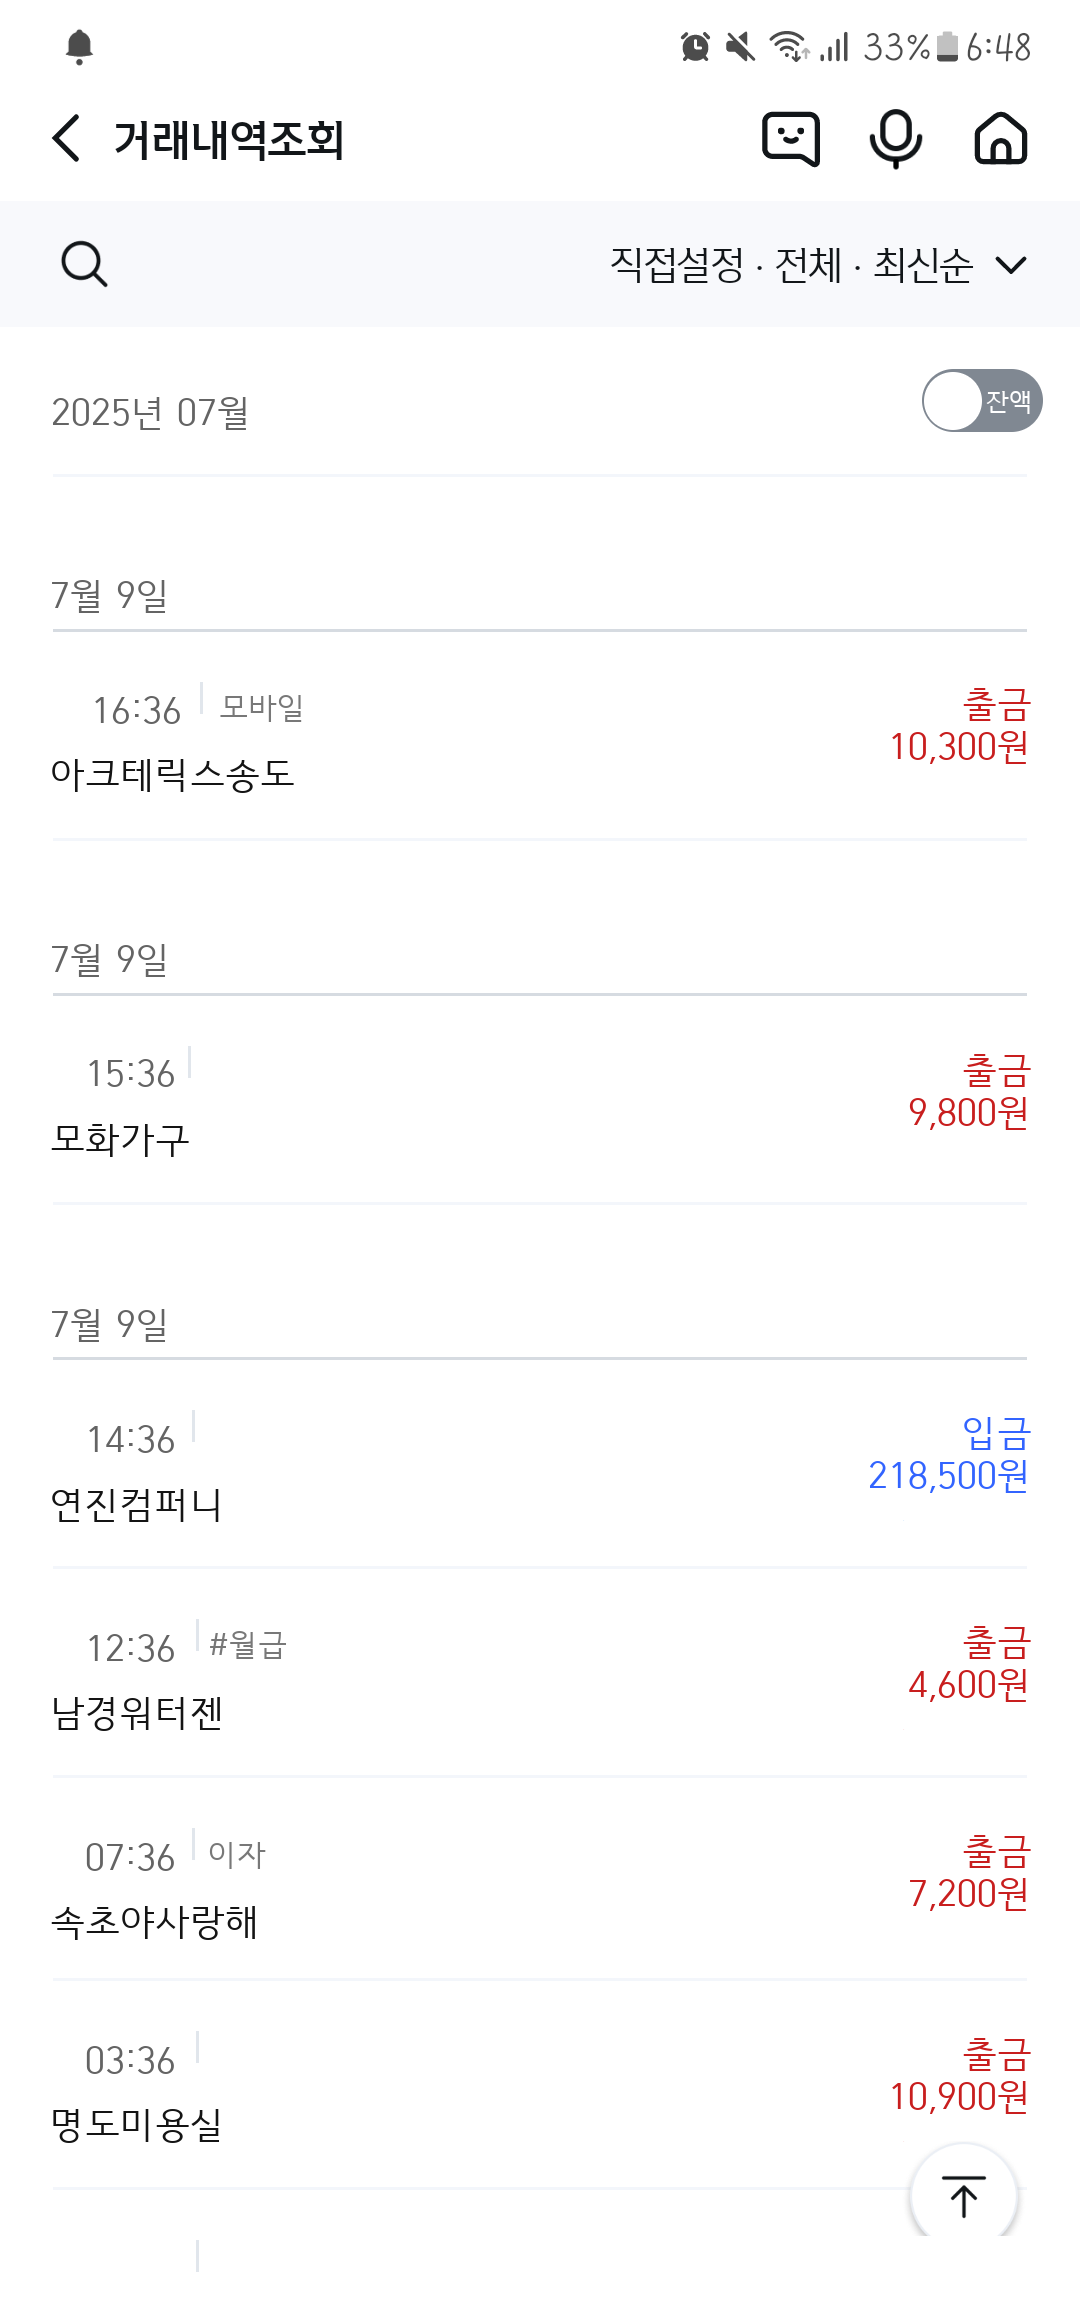 33% 6:48
거래내역조회
직접설정 · 전체 · 최신순
2025년 07월
잔액
7월 9일
16:36 모바일
출금
10,300원
아크테릭스송도
7월 9일
15:36
출금
9,800원
모화가구
7월 9일
14:36
입금
218,500원
연진컴퍼니
12:36 #월급
출금
4,600원
남경워터젠
07:36 이자
출금
7,200원
속초야사랑해
03:36
출금
10,900원
명도미용실